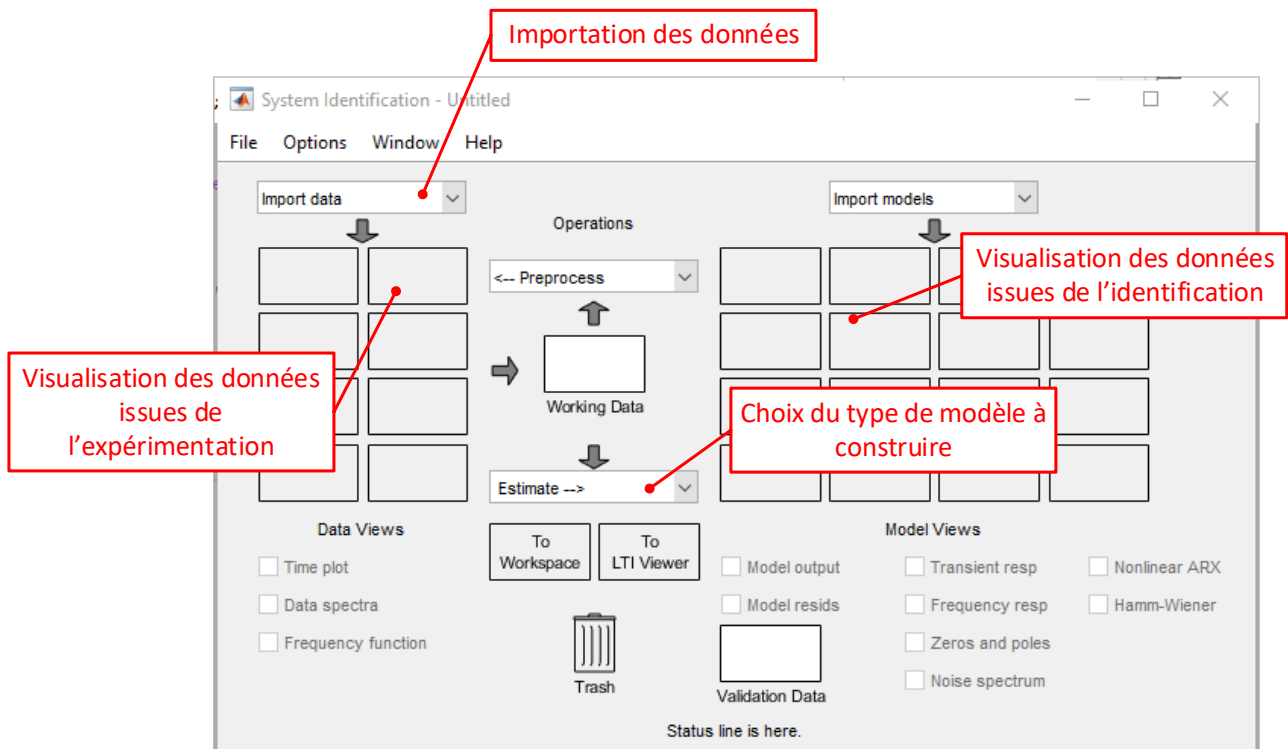 Importation des données
System Identification - Untitled
File Options Window Help
Import data
Import models
Operations
<-- Preprocess
Visualisation des données
issues de l'identification
Visualisation des données
issues de
l'expérimentation
Working Data
Choix du type de modèle à
construire
Estimate -->
Data Views
Model Views
To
Workspace
To
LTI Viewer
Time plot
Data spectra
Frequency function
Model output
Model resids
Transient resp
Frequency resp
Zeros and poles
Noise spectrum
Nonlinear ARX
Hamm-Wiener
Trash
Validation Data
Status line is here.